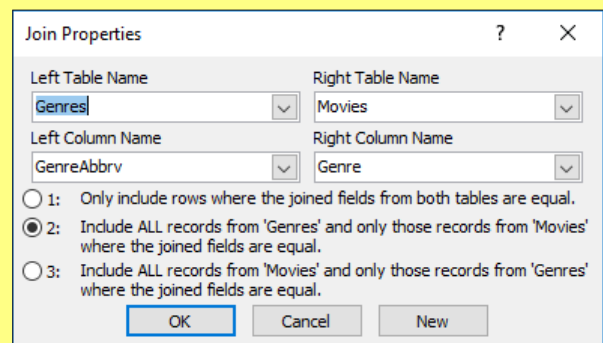 Join Properties ?
Left Table Name Right Table Name
Genres Movies
Left Column Name Right Column Name
GenreAbbrv Genre
1: Only include rows where the joined fields from both tables are equal.
2: Include ALL records from 'Genres' and only those records from 'Movies'
where the joined fields are equal.
3: Include ALL records from 'Movies' and only those records from 'Genres'
where the joined fields are equal.
OK Cancel New